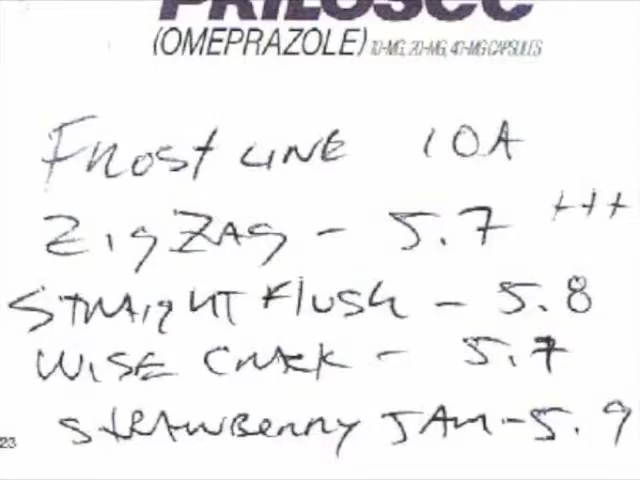 PRILOSEC
(OMEPRAZOLE) 10-MG, 20-MG, 40-MG CAPSULES
FROST LINE 10A
ZIGZAG - 5.7 +++
STRAIGHT FLUSH - 5.8
WISE CRACK - 5.7
STRAWBERRY JAM - 5.9
23